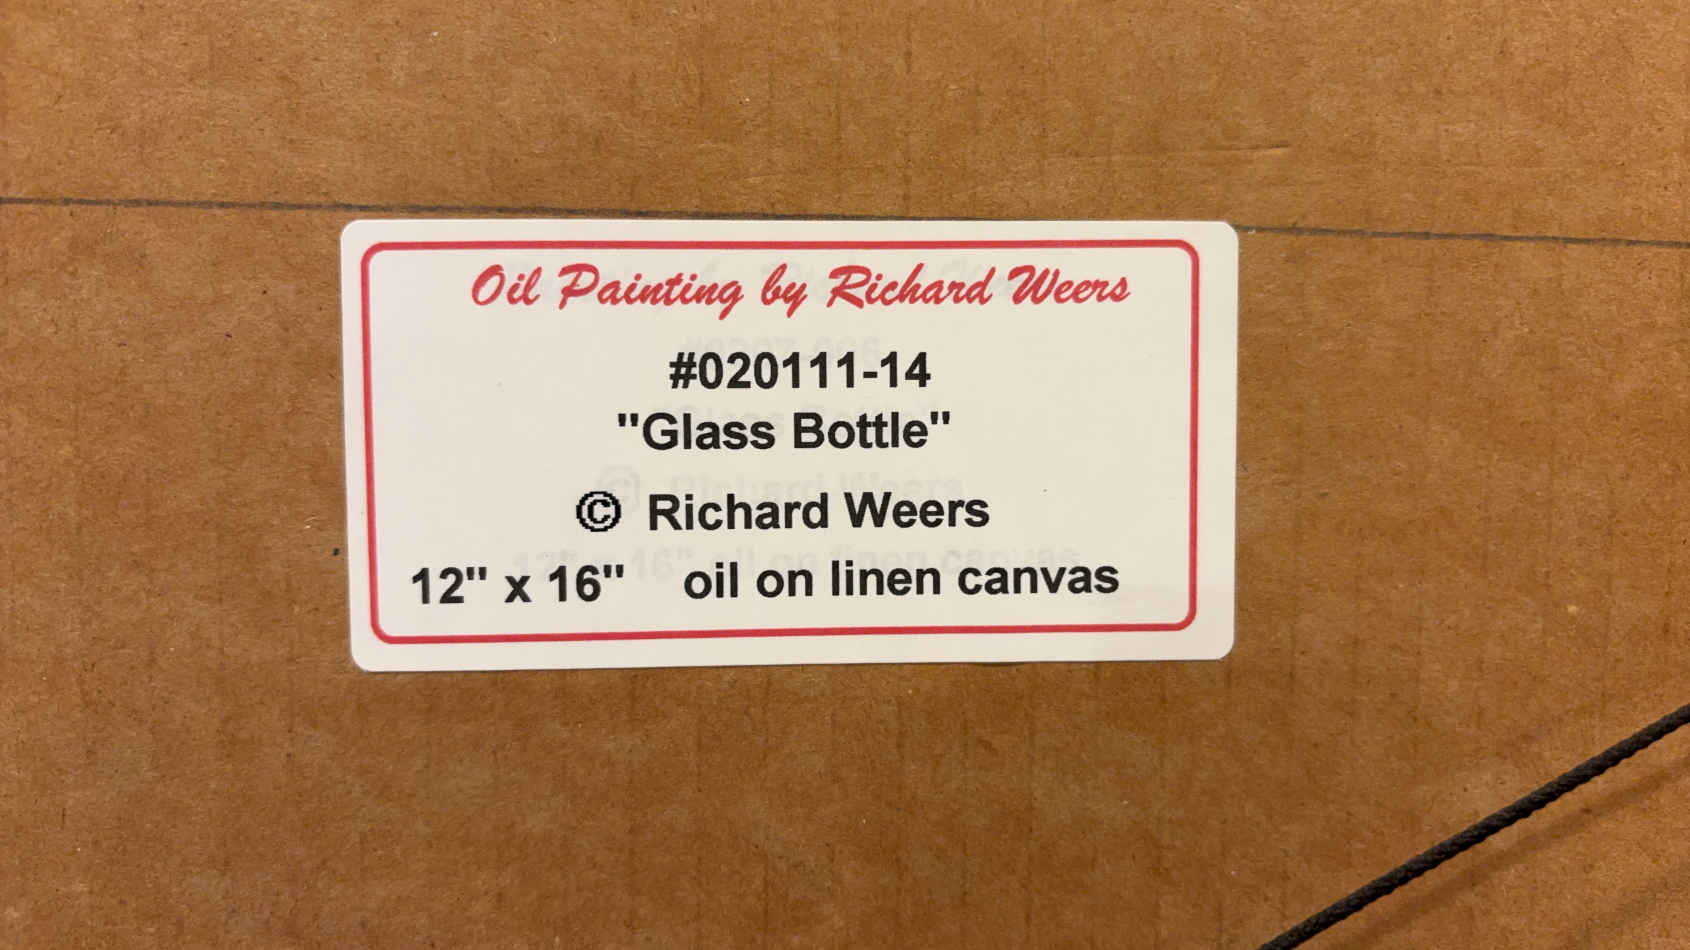 Oil Painting by Richard Weers
#020111-14
"Glass Bottle"
© Richard Weers
12" x 16" oil on linen canvas